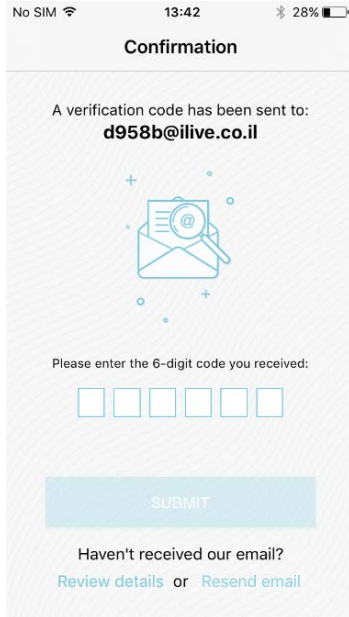 No SIM 13:42 28%
Confirmation
A verification code has been sent to:
d958b@ilive.co.il
@
Please enter the 6-digit code you received:
SUBMIT
Haven't received our email?
Review details or Resend email